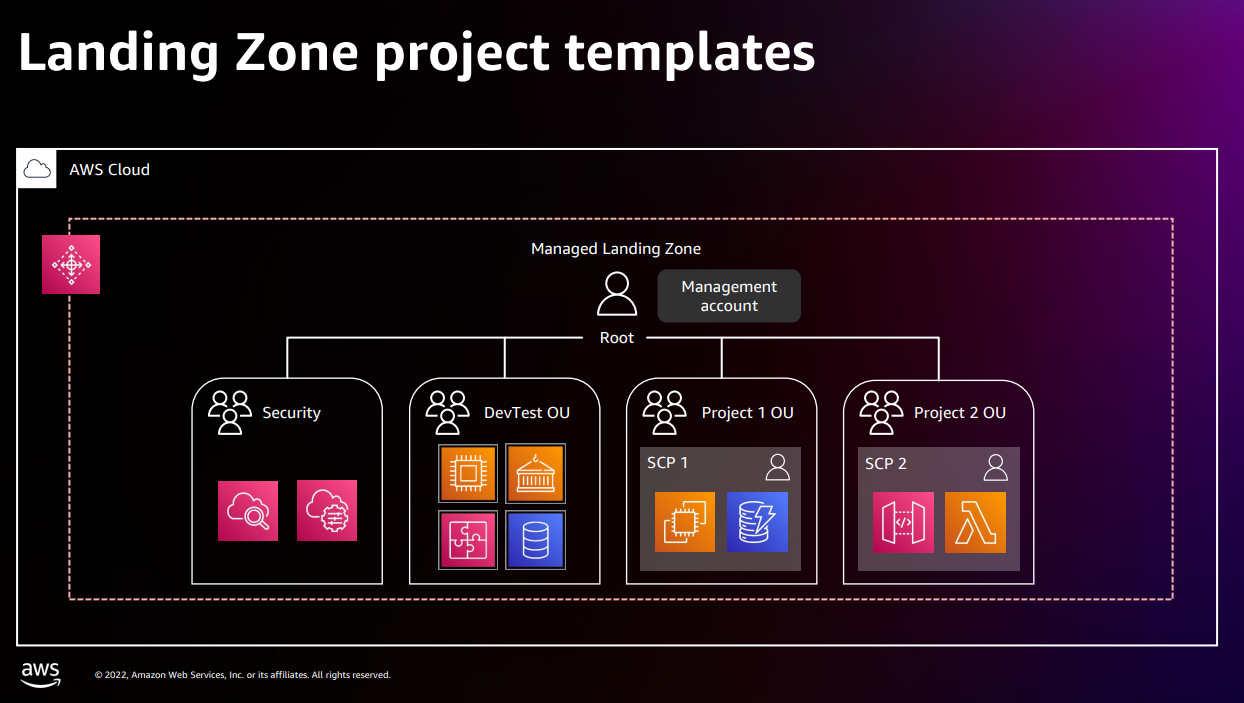 Landing Zone project templates
AWS Cloud
Managed Landing Zone
Management
account
Root
Security
DevTest OU
Project 1 OU
Project 2 OU
SCP 1
SCP 2
</>
aws
© 2022, Amazon Web Services, Inc. or its affiliates. All rights reserved.